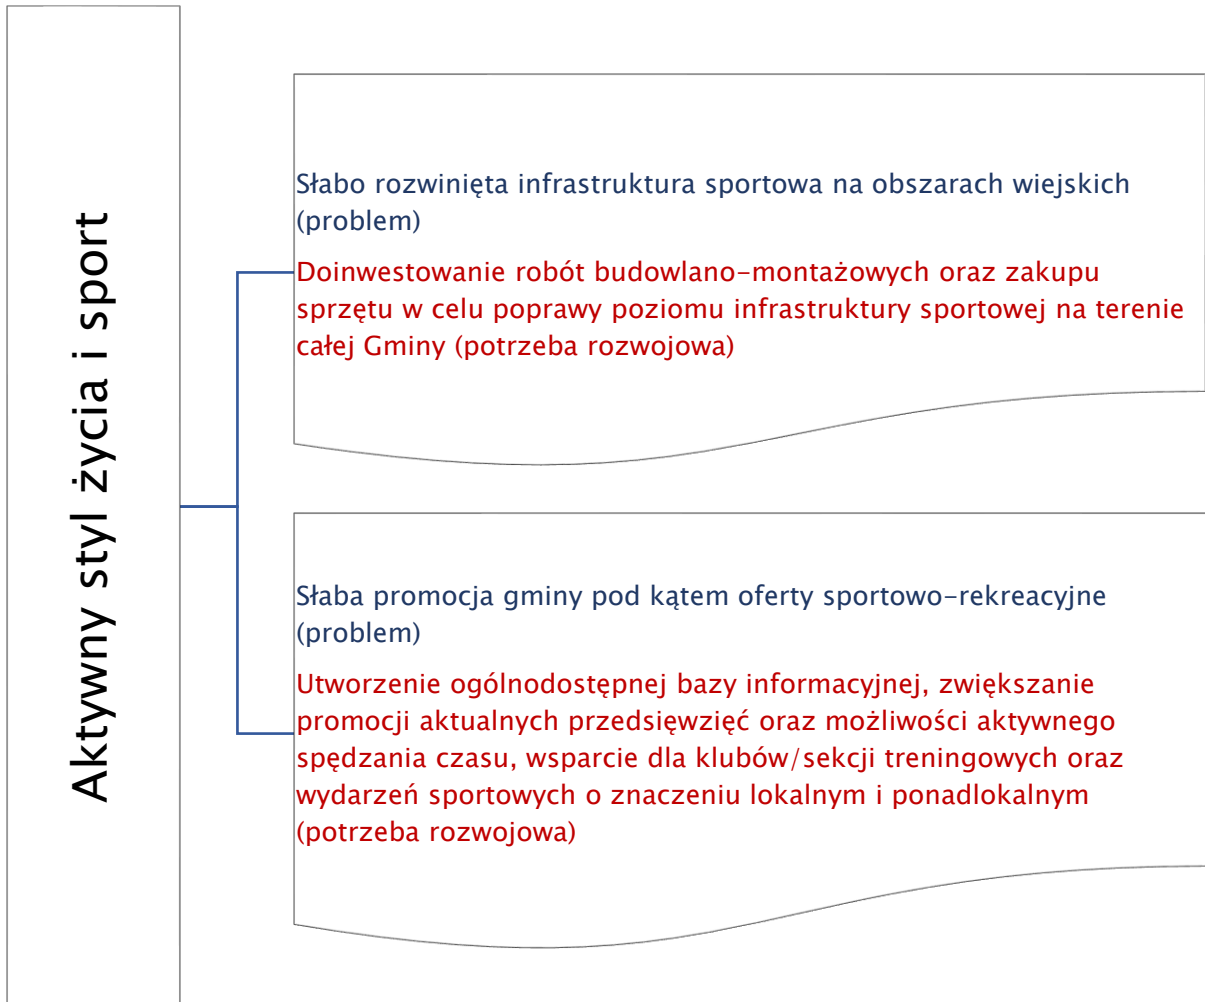 Aktywny styl życia i sport
Słabo rozwinięta infrastruktura sportowa na obszarach wiejskich
(problem)
Doinwestowanie robót budowlano-montażowych oraz zakupu
sprzętu w celu poprawy poziomu infrastruktury sportowej na terenie
całej Gminy (potrzeba rozwojowa)
Słaba promocja gminy pod kątem oferty sportowo-rekreacyjne
(problem)
Utworzenie ogólnodostępnej bazy informacyjnej, zwiększanie
promocji aktualnych przedsięwzięć oraz możliwości aktywnego
spędzania czasu, wsparcie dla klubów/sekcji treningowych oraz
wydarzeń sportowych o znaczeniu lokalnym i ponadlokalnym
(potrzeba rozwojowa)